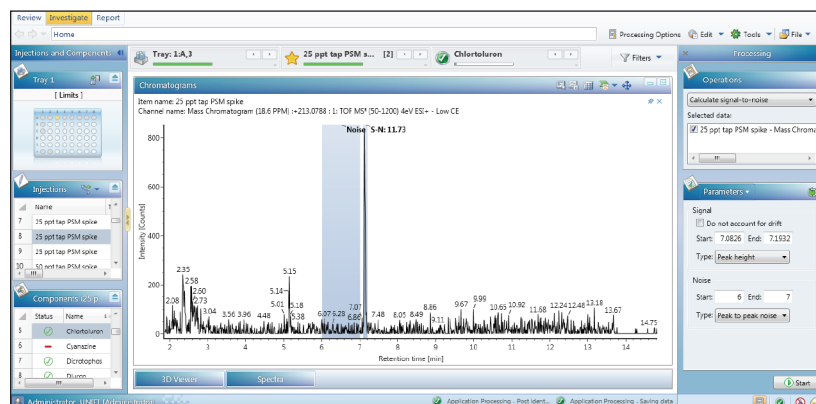 Review Investigate Report
Home
Processing Options Edit Tools File
Injections and Components
Tray: 1:A,3
25 ppt tap PSM s... [2]
Chlortoluron
Filters
Processing
Tray 1
[ Limits ]
Injections
Name
7 25 ppt tap PSM spike
8 25 ppt tap PSM spike
9 25 ppt tap PSM spike
10 50 ppt tap PSM spike
Components (25 p
Status Name
5 Chlortoluron
6 Cyanazine
7 Dicrotophos
8 Diuron
Chromatograms
Item name: 25 ppt tap PSM spike
Channel name: Mass Chromatogram (18.6 PPM) :+213.0788 : 1: TOF MS⁶ (50-1200) 4eV ESI+ - Low CE
Noise S-N: 11.73
Intensity [Counts]
800
600
400
200
0
2.08 2.35 2.58 2.60 2.73 3.04 3.56 3.96 4.48 5.01 5.14 5.15 5.18 5.38 6.07 6.28 6.86 7.07 7.48 8.05 8.49 8.86 9.11 9.67 9.99 10.65 10.92 11.68 12.24 12.48 13.18 13.67 14.75
2 3 4 5 6 7 8 9 10 11 12 13 14
Retention time [min]
3D Viewer Spectra
Operations
Calculate signal-to-noise
Selected data:
25 ppt tap PSM spike - Mass Chroma
Parameters
Signal
Do not account for drift
Start: 7.0826 End: 7.1932
Type: Peak height
Noise
Start: 6 End: 7
Type: Peak to peak noise
Start
Administrator, UNIFI (Administrator)
Application Processing - Post ident...
Application Processing - Saving data